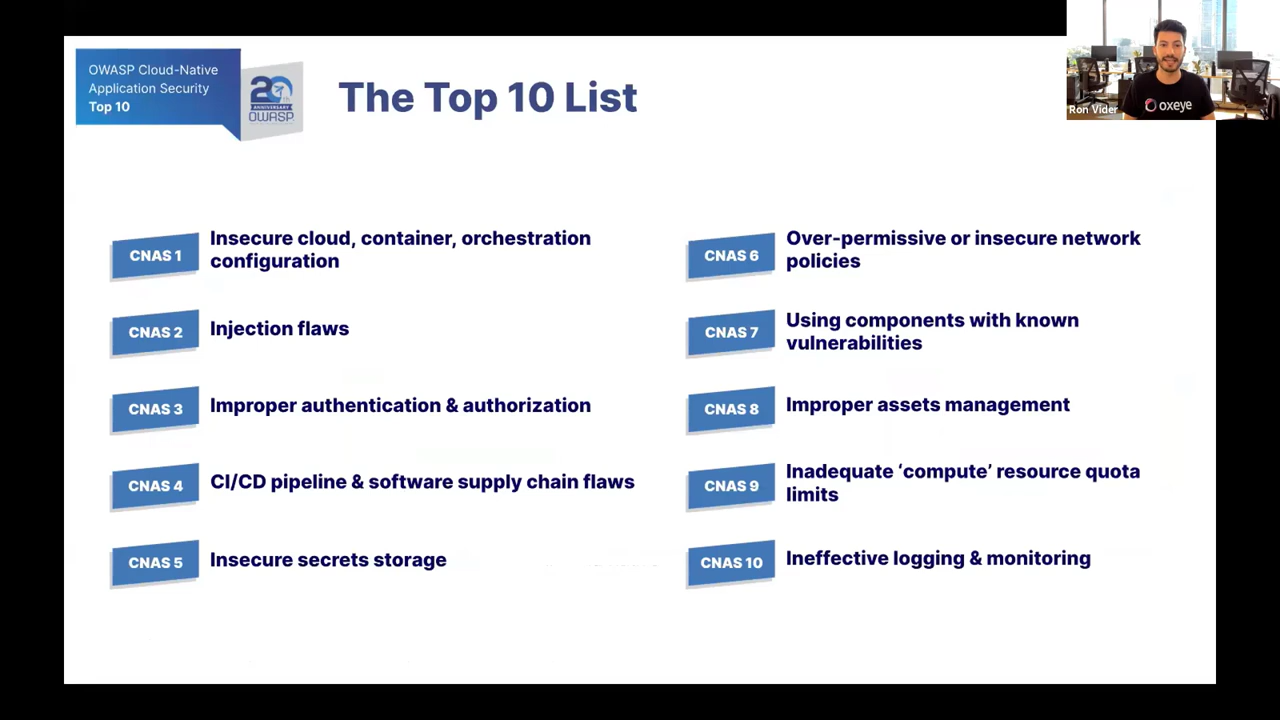 OWASP Cloud-Native
Application Security
Top 10
20th
ANNIVERSARY
OWASP
The Top 10 List
Ron Vider
oxeye
CNAS 1
Insecure cloud, container, orchestration
configuration
CNAS 2
Injection flaws
CNAS 3
Improper authentication & authorization
CNAS 4
CI/CD pipeline & software supply chain flaws
CNAS 5
Insecure secrets storage
CNAS 6
Over-permissive or insecure network
policies
CNAS 7
Using components with known
vulnerabilities
CNAS 8
Improper assets management
CNAS 9
Inadequate ‘compute’ resource quota
limits
CNAS 10
Ineffective logging & monitoring